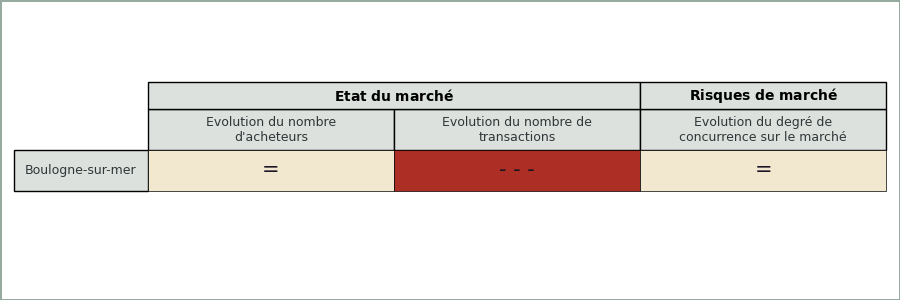 Etat du marché
Risques de marché
Evolution du nombre
d'acheteurs
Evolution du nombre de
transactions
Evolution du degré de
concurrence sur le marché
Boulogne-sur-mer
=
- - -
=